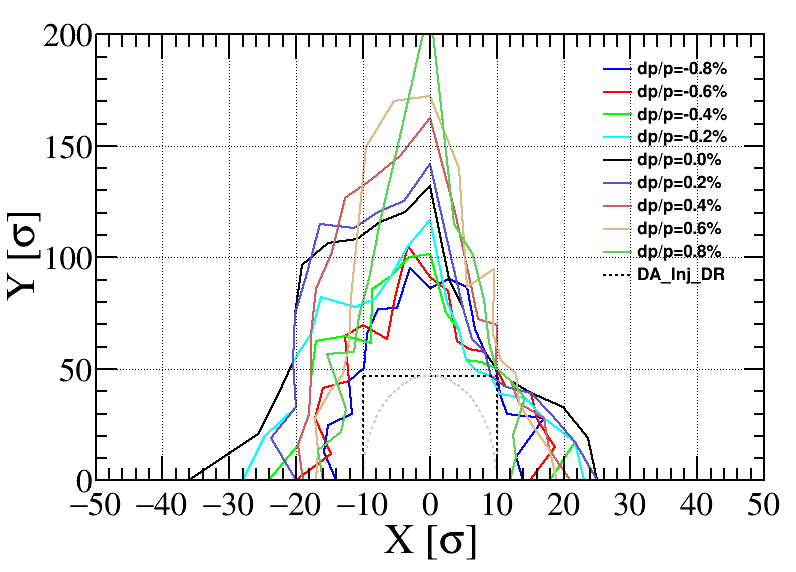 200
150
100
50
0
Y [σ]
dp/p=-0.8%
dp/p=-0.6%
dp/p=-0.4%
dp/p=-0.2%
dp/p=0.0%
dp/p=0.2%
dp/p=0.4%
dp/p=0.6%
dp/p=0.8%
DA_Inj_DR
−50 −40 −30 −20 −10 0 10 20 30 40 50
X [σ]